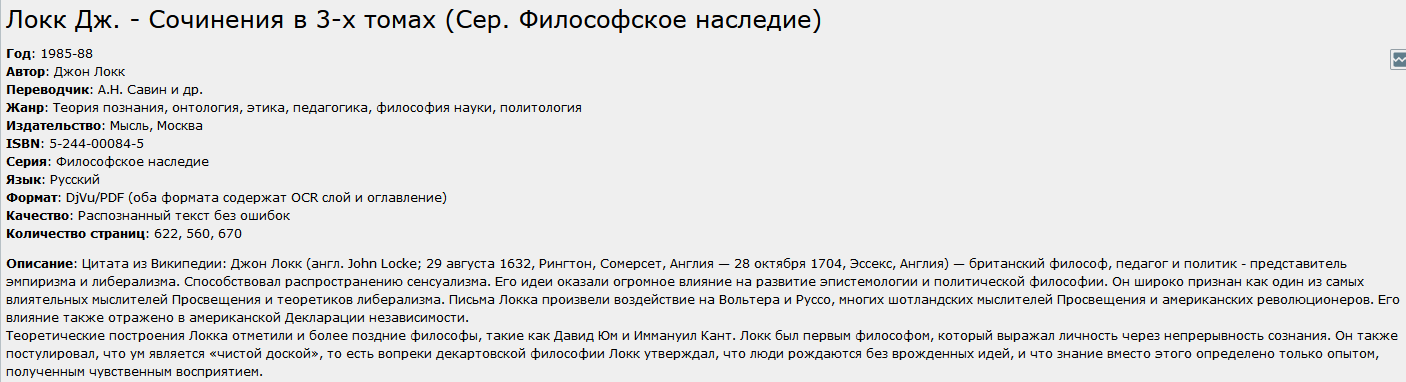 Локк Дж. - Сочинения в 3-х томах (Сер. Философское наследие)
Год: 1985-88
Автор: Джон Локк
Переводчик: А.Н. Савин и др.
Жанр: Теория познания, онтология, этика, педагогика, философия науки, политология
Издательство: Мысль, Москва
ISBN: 5-244-00084-5
Серия: Философское наследие
Язык: Русский
Формат: DjVu/PDF (оба формата содержат OCR слой и оглавление)
Качество: Распознанный текст без ошибок
Количество страниц: 622, 560, 670
Описание: Цитата из Википедии: Джон Локк (англ. John Locke; 29 августа 1632, Рингтон, Сомерсет, Англия — 28 октября 1704, Эссекс, Англия) — британский философ, педагог и политик - представитель
эмпиризма и либерализма. Способствовал распространению сенсуализма. Его идеи оказали огромное влияние на развитие эпистемологии и политической философии. Он широко признан как один из самых
влиятельных мыслителей Просвещения и теоретиков либерализма. Письма Локка произвели воздействие на Вольтера и Руссо, многих шотландских мыслителей Просвещения и американских революционеров. Его
влияние также отражено в американской Декларации независимости.
Теоретические построения Локка отметили и более поздние философы, такие как Давид Юм и Иммануил Кант. Локк был первым философом, который выражал личность через непрерывность сознания. Он также
постулировал, что ум является «чистой доской», то есть вопреки декартовской философии Локк утверждал, что люди рождаются без врожденных идей, и что знание вместо этого определено только опытом,
полученным чувственным восприятием.